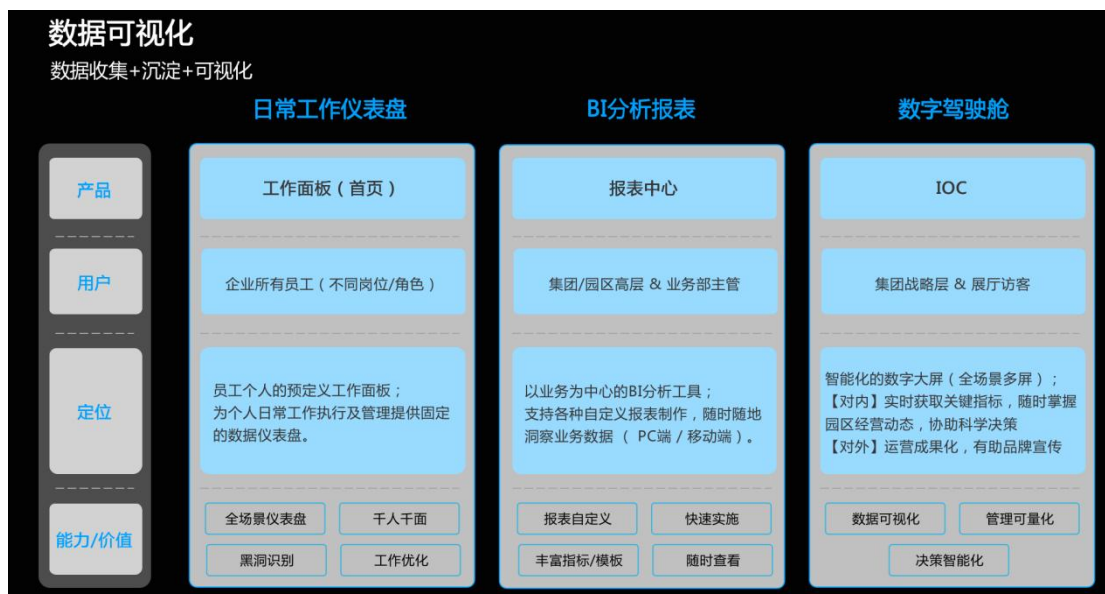 数据可视化
数据收集+沉淀+可视化
日常工作仪表盘
BI分析报表
数字驾驶舱
产品
工作面板（首页）
报表中心
IOC
用户
企业所有员工（不同岗位/角色）
集团/园区高层 & 业务部主管
集团战略层 & 展厅访客
定位
员工个人的预定义工作面板；
为个人日常工作执行及管理提供固定
的数据仪表盘。
以业务为中心的BI分析工具；
支持各种自定义报表制作，随时随地
洞察业务数据 （ PC端 / 移动端 ）。
智能化的数字大屏（全场景多屏）；
【对内】实时获取关键指标，随时掌握
园区经营动态，协助科学决策
【对外】运营成果化，有助品牌宣传
能力/价值
全场景仪表盘
千人千面
黑洞识别
工作优化
报表自定义
快速实施
丰富指标/模板
随时查看
数据可视化
管理可量化
决策智能化